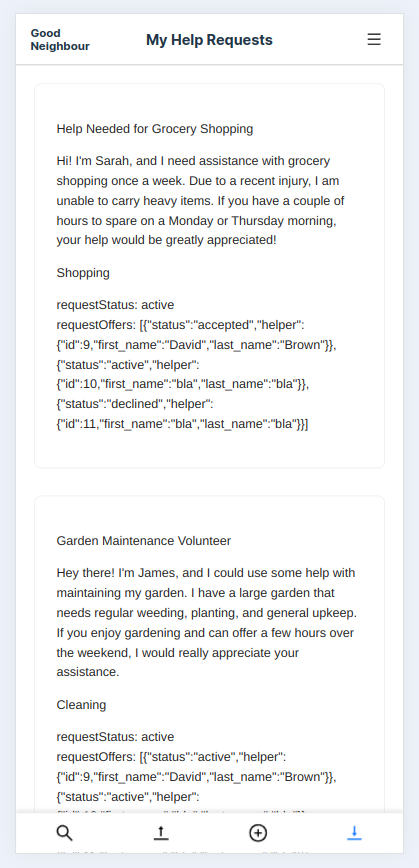 Good
Neighbour
My Help Requests
Help Needed for Grocery Shopping
Hi! I'm Sarah, and I need assistance with grocery
shopping once a week. Due to a recent injury, I am
unable to carry heavy items. If you have a couple of
hours to spare on a Monday or Thursday morning,
your help would be greatly appreciated!
Shopping
requestStatus: active
requestOffers: [{"status":"accepted","helper":
{"id":9,"first_name":"David","last_name":"Brown"}},
{"status":"active","helper":
{"id":10,"first_name":"bla","last_name":"bla"}},
{"status":"declined","helper":
{"id":11,"first_name":"bla","last_name":"bla"}}]
Garden Maintenance Volunteer
Hey there! I'm James, and I could use some help with
maintaining my garden. I have a large garden that
needs regular weeding, planting, and general upkeep.
If you enjoy gardening and can offer a few hours over
the weekend, I would really appreciate your
assistance.
Cleaning
requestStatus: active
requestOffers: [{"status":"active","helper":
{"id":9,"first_name":"David","last_name":"Brown"}},
{"status":"active","helper":